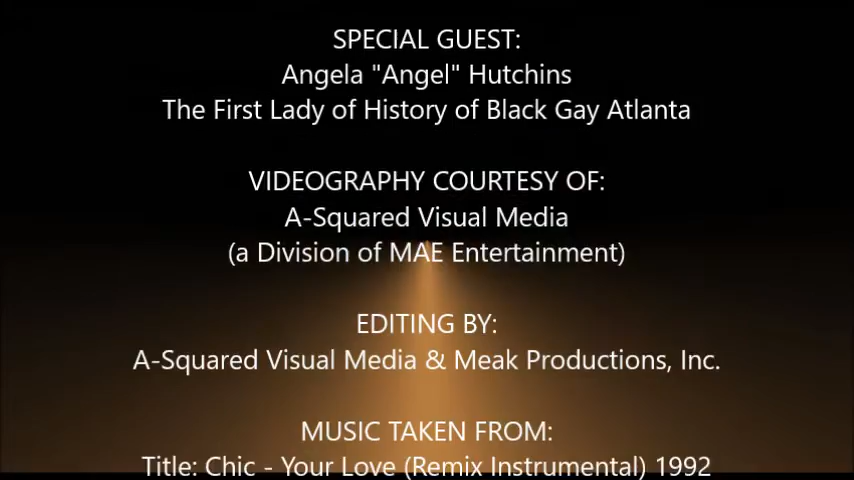 SPECIAL GUEST:
Angela "Angel" Hutchins
The First Lady of History of Black Gay Atlanta
VIDEOGRAPHY COURTESY OF:
A-Squared Visual Media
(a Division of MAE Entertainment)
EDITING BY:
A-Squared Visual Media & Meak Productions, Inc.
MUSIC TAKEN FROM:
Title: Chic - Your Love (Remix Instrumental) 1992